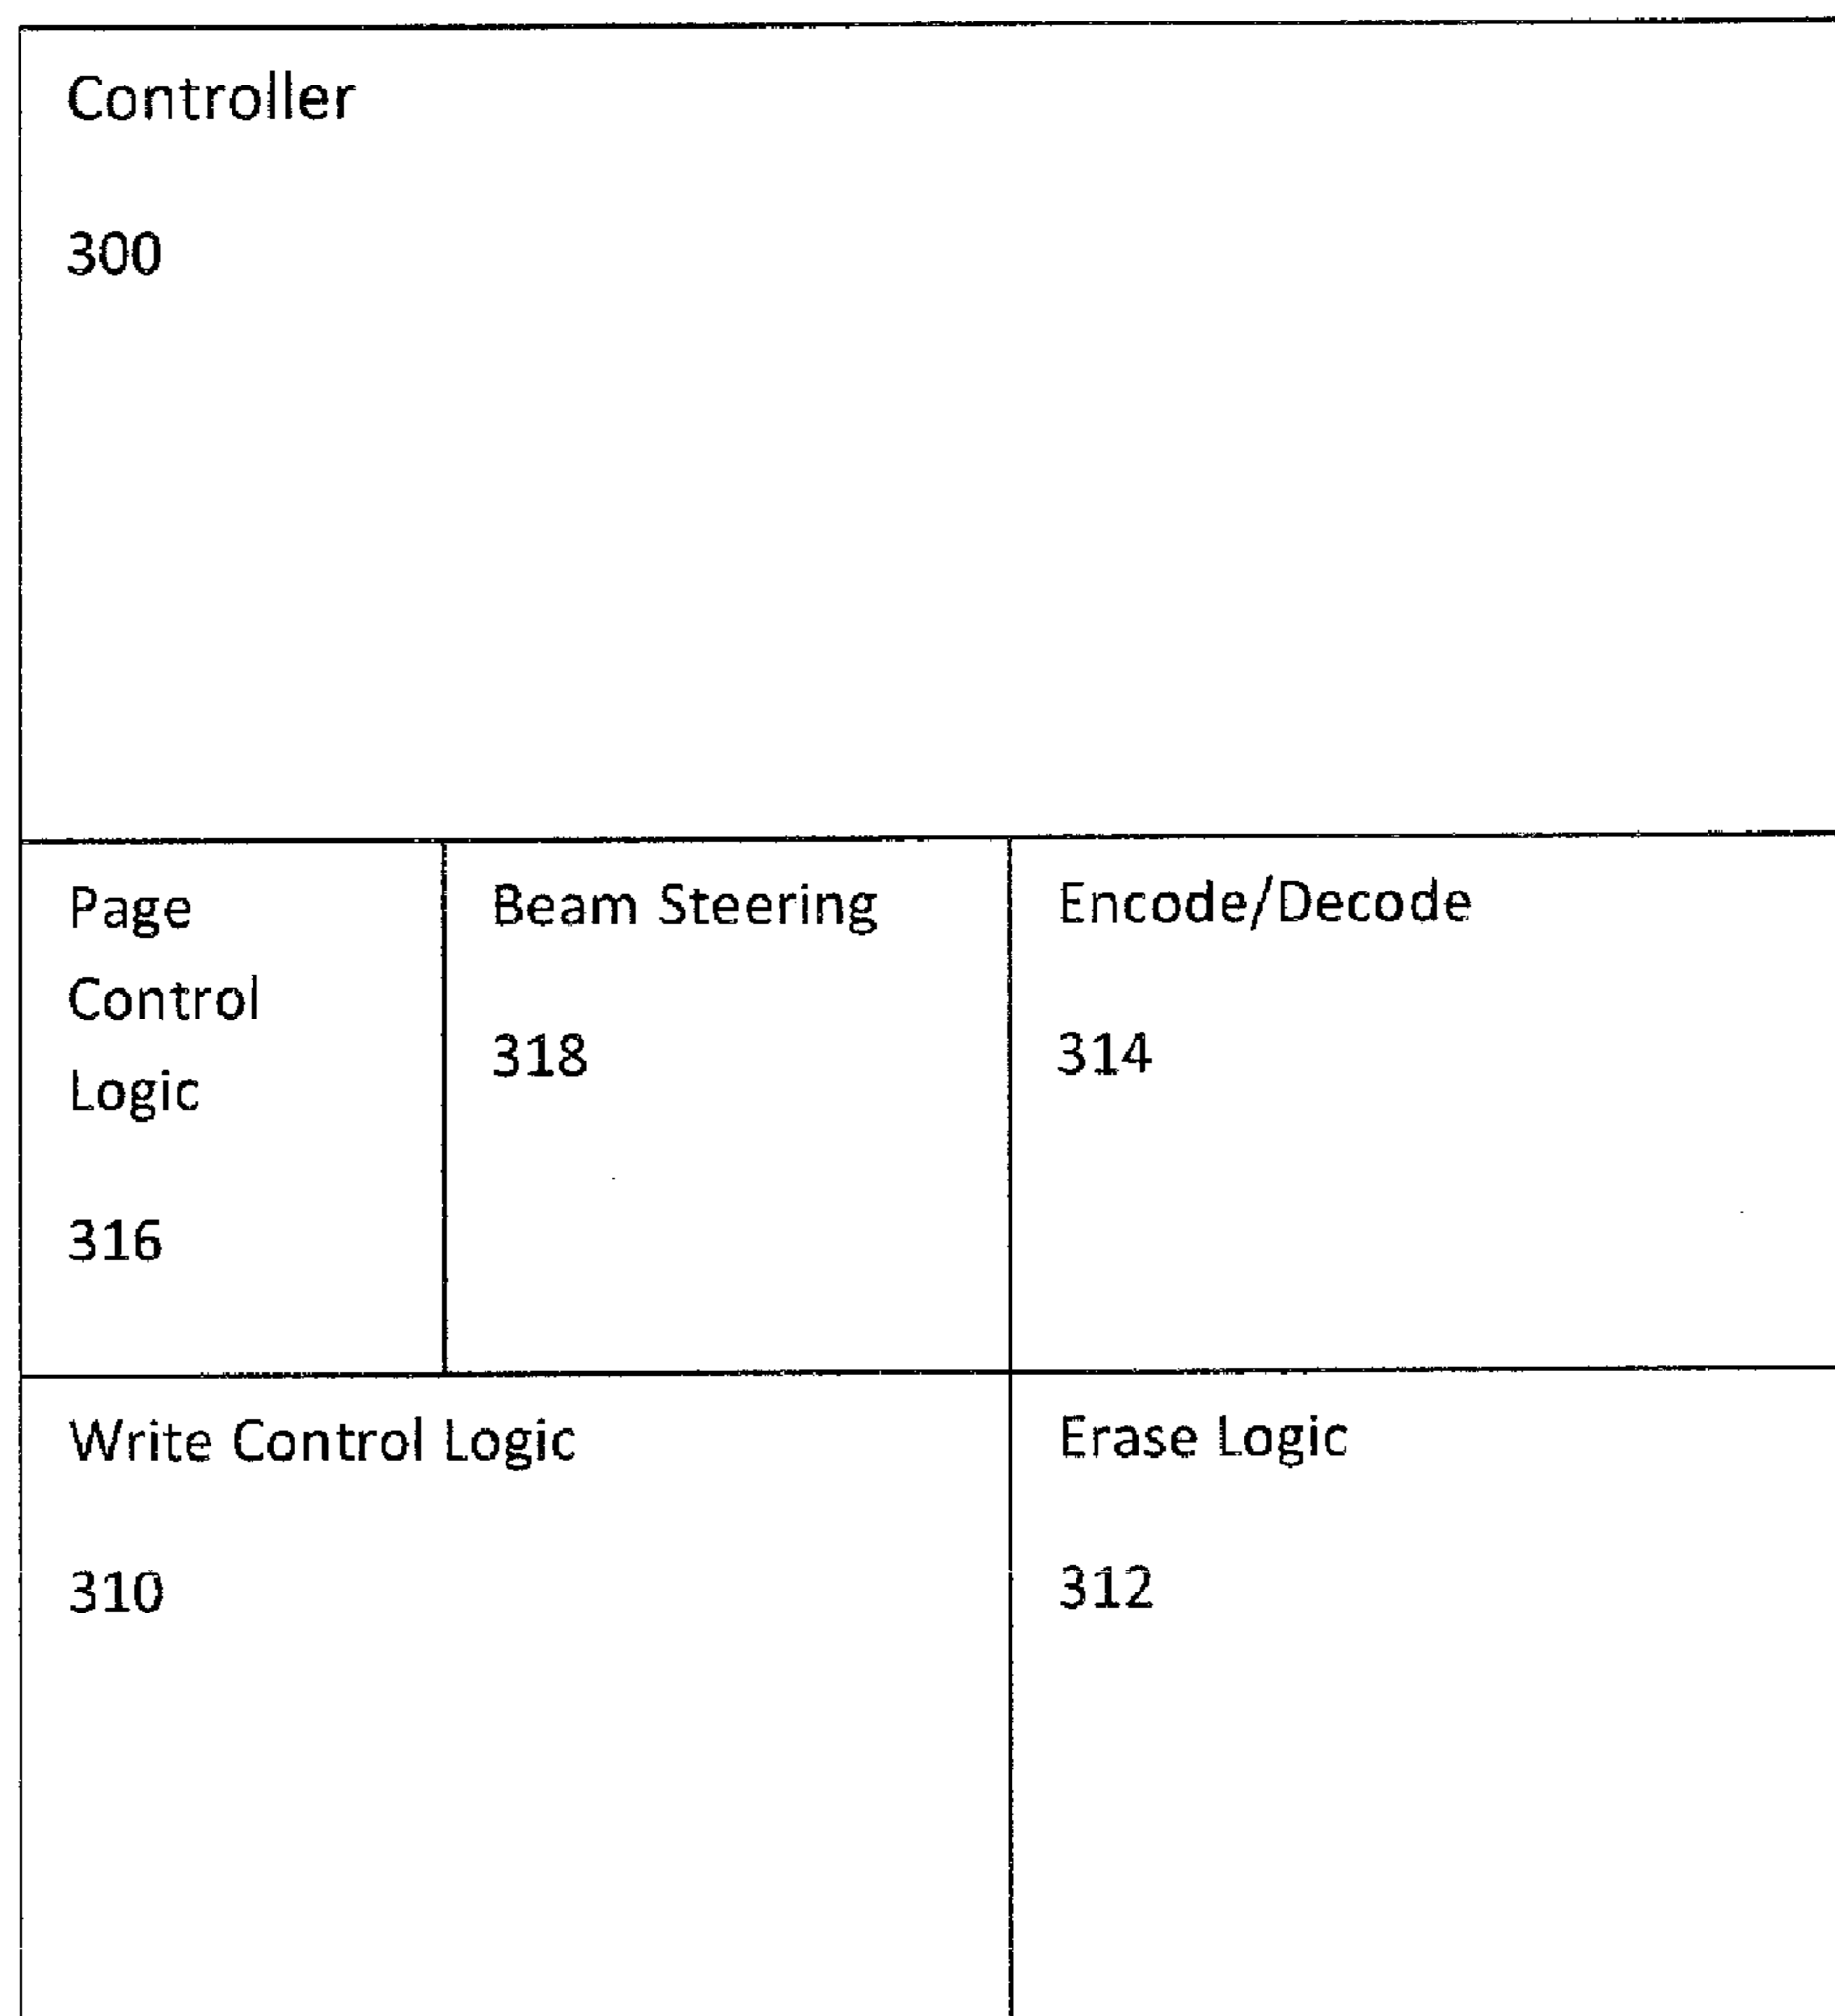 Controller
300
Page
Control
Logic
316
Beam Steering
318
Encode/Decode
314
Write Control Logic
310
Erase Logic
312